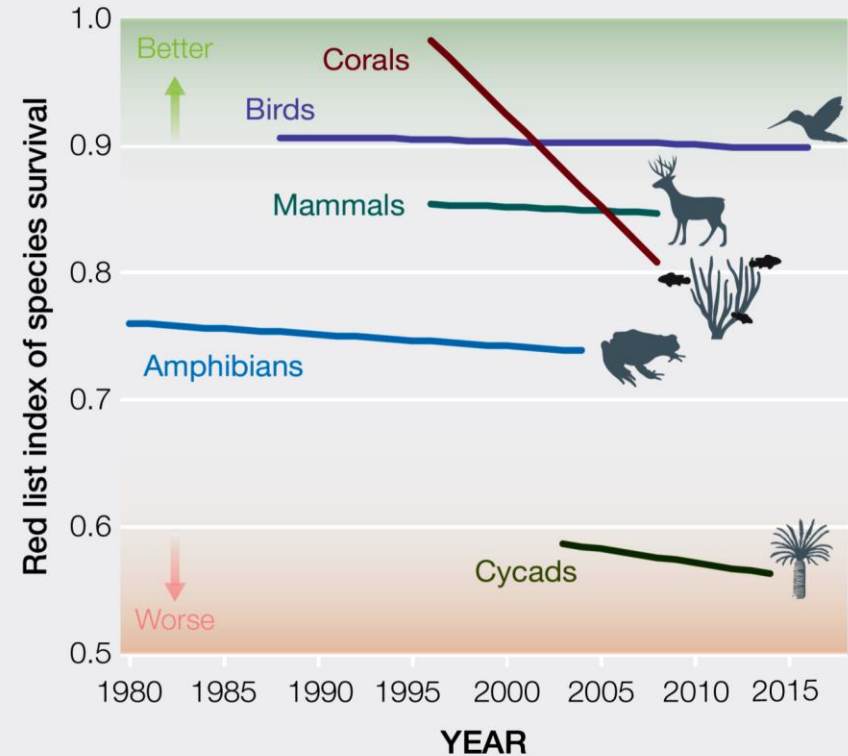 Red list index of species survival
1.0
0.9
0.8
0.7
0.6
0.5
Better
Corals
Birds
Mammals
Amphibians
Cycads
Worse
1980 1985 1990 1995 2000 2005 2010 2015
YEAR